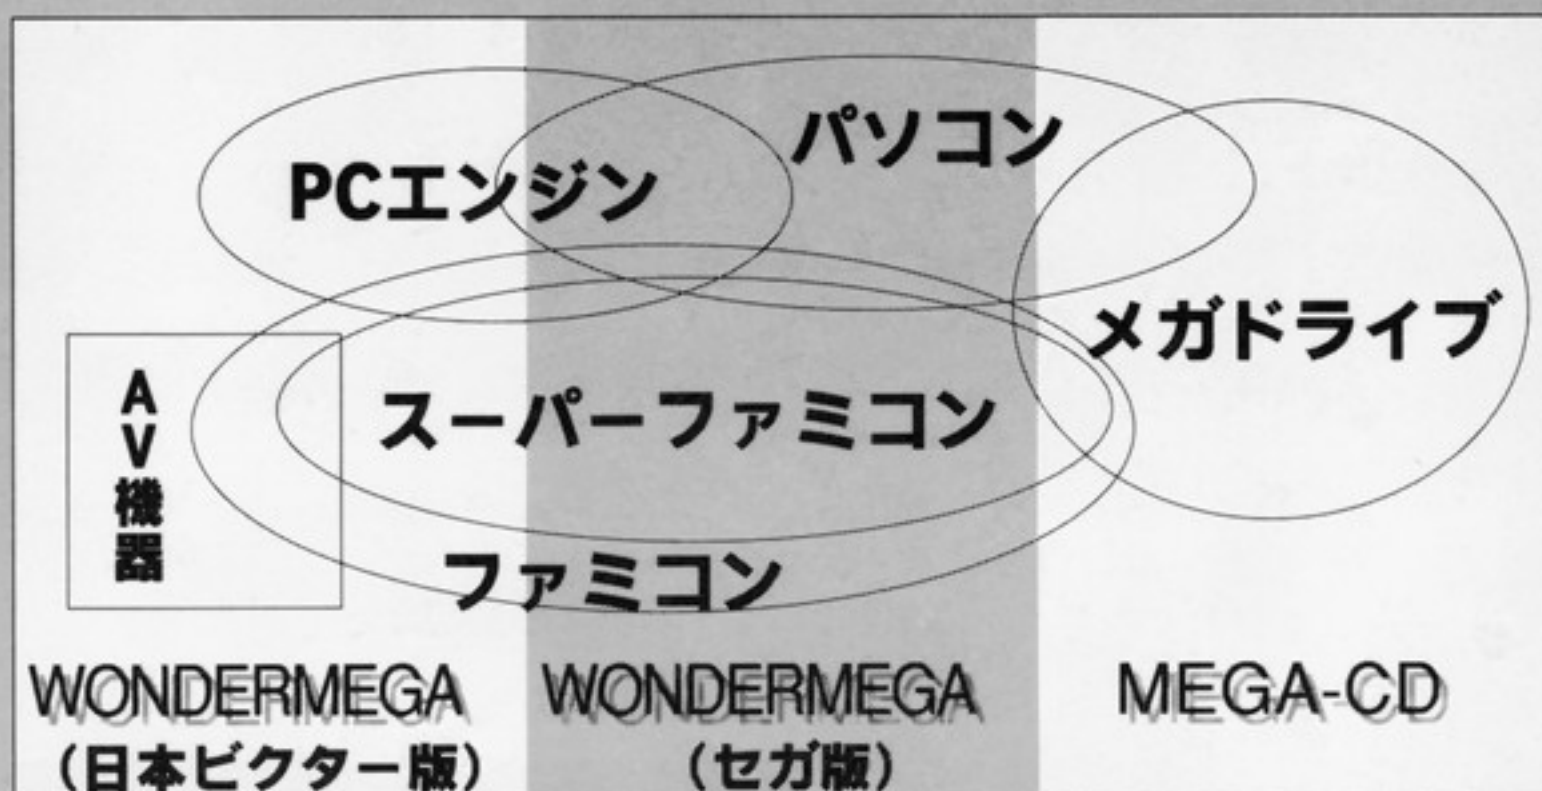 PCエンジン
パソコン
メガドライブ
スーパーファミコン
AV機器
ファミコン
WONDERMEGA
(日本ビクター版)
WONDERMEGA
(セガ版)
MEGA-CD